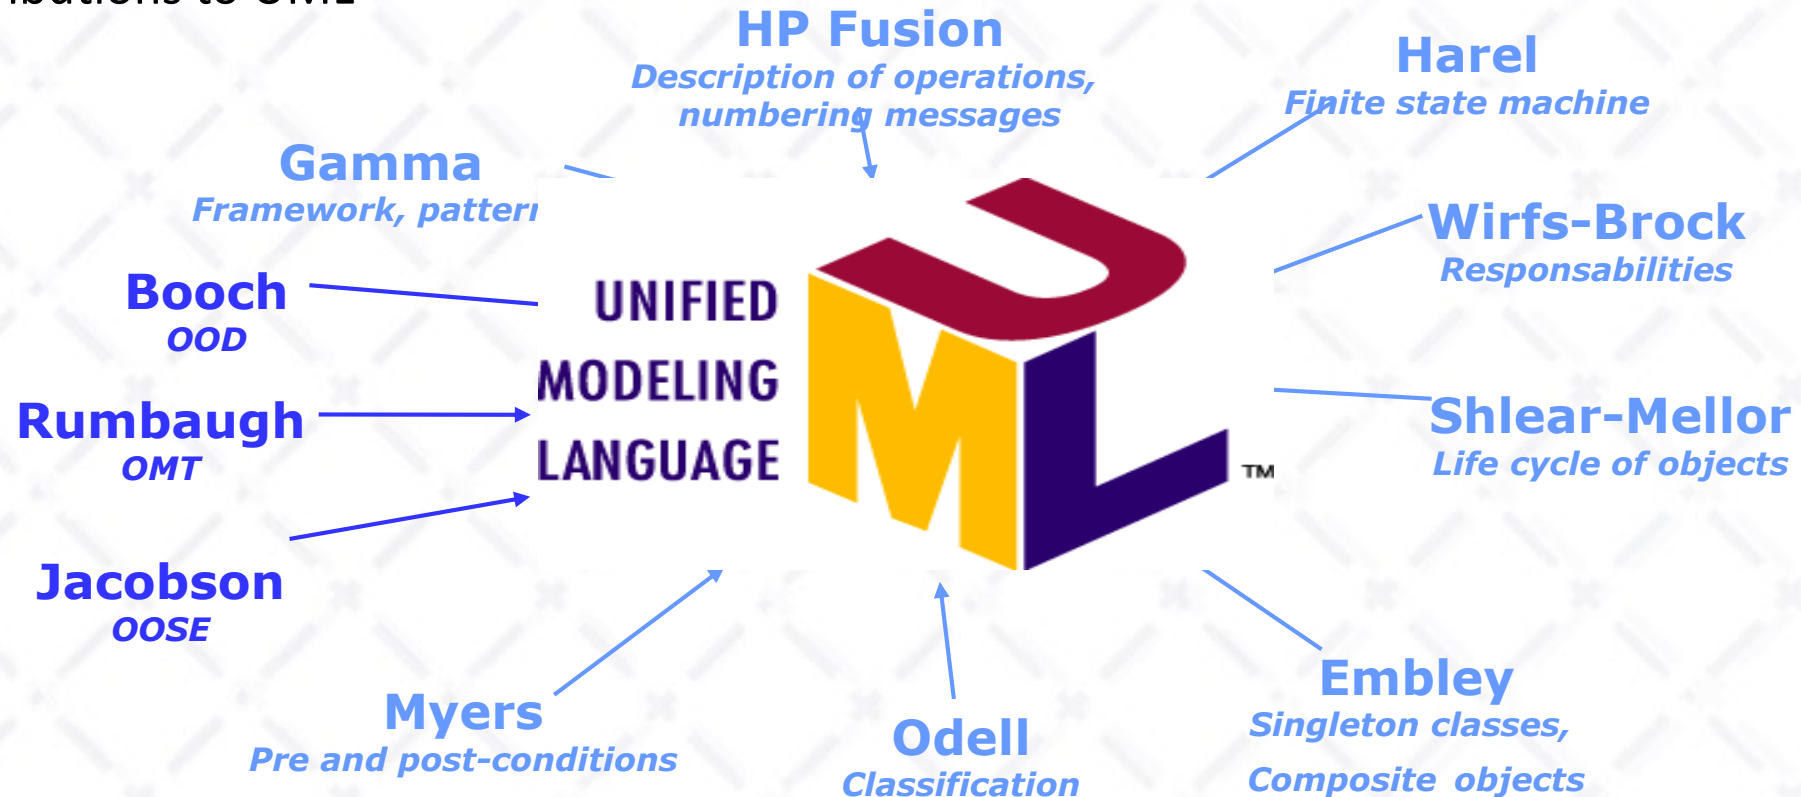 HP Fusion
Description of operations,
numbering messages
Harel
Finite state machine
Gamma
Framework,
Wirfs-Brock
Responsabilities
Booch
OOD
UNIFIED
MODELING
LANGUAGE
UML
TM
Rumbaugh
OMT
Shlear-Mellor
Life cycle of objects
Jacobson
OOSE
Myers
Pre and post-conditions
Odell
Classification
Embley
Singleton classes,
Composite objects